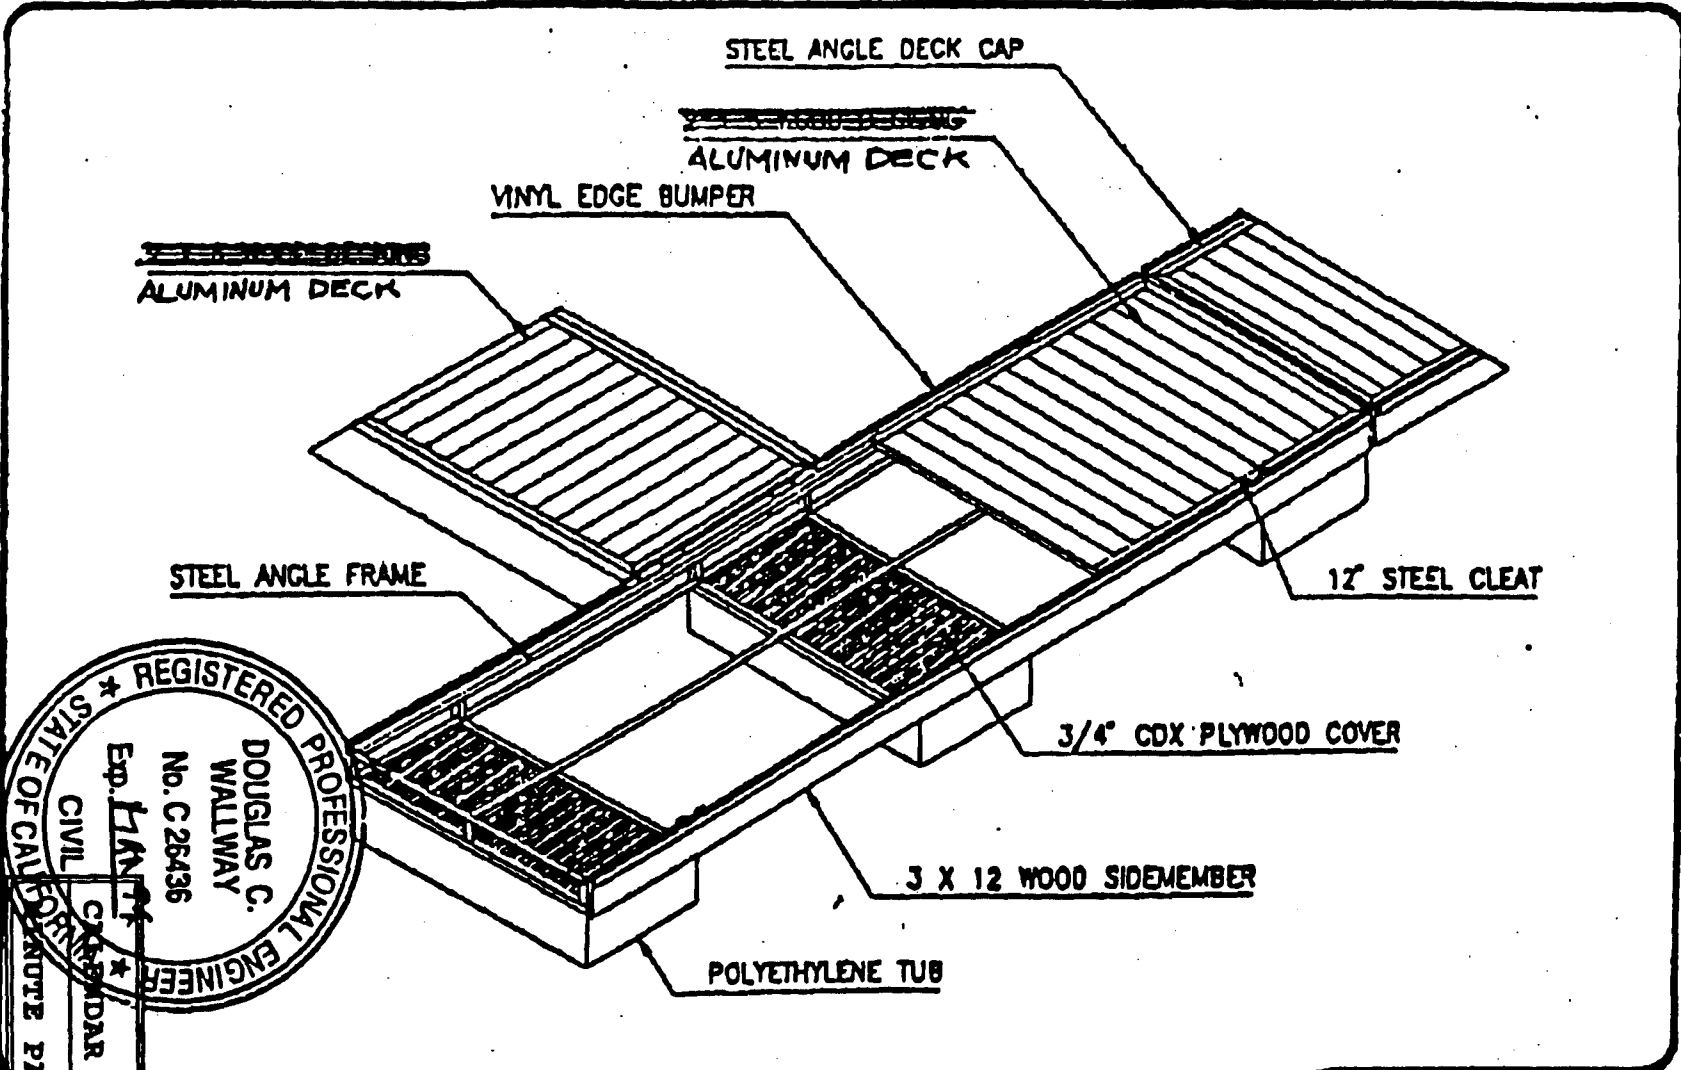 STEEL ANGLE DECK CAP
ALUMINUM DECK
VINYL EDGE BUMPER
ALUMINUM DECK
STEEL ANGLE FRAME
12" STEEL CLEAT
3/4" CDX PLYWOOD COVER
3 X 12 WOOD SIDEMEMBER
POLYETHYLENE TUB
REGISTERED PROFESSIONAL ENGINEER
STATE OF CALIFORNIA
DOUGLAS C.
WALLWAY
No. C 26436
Exp.
CIVIL